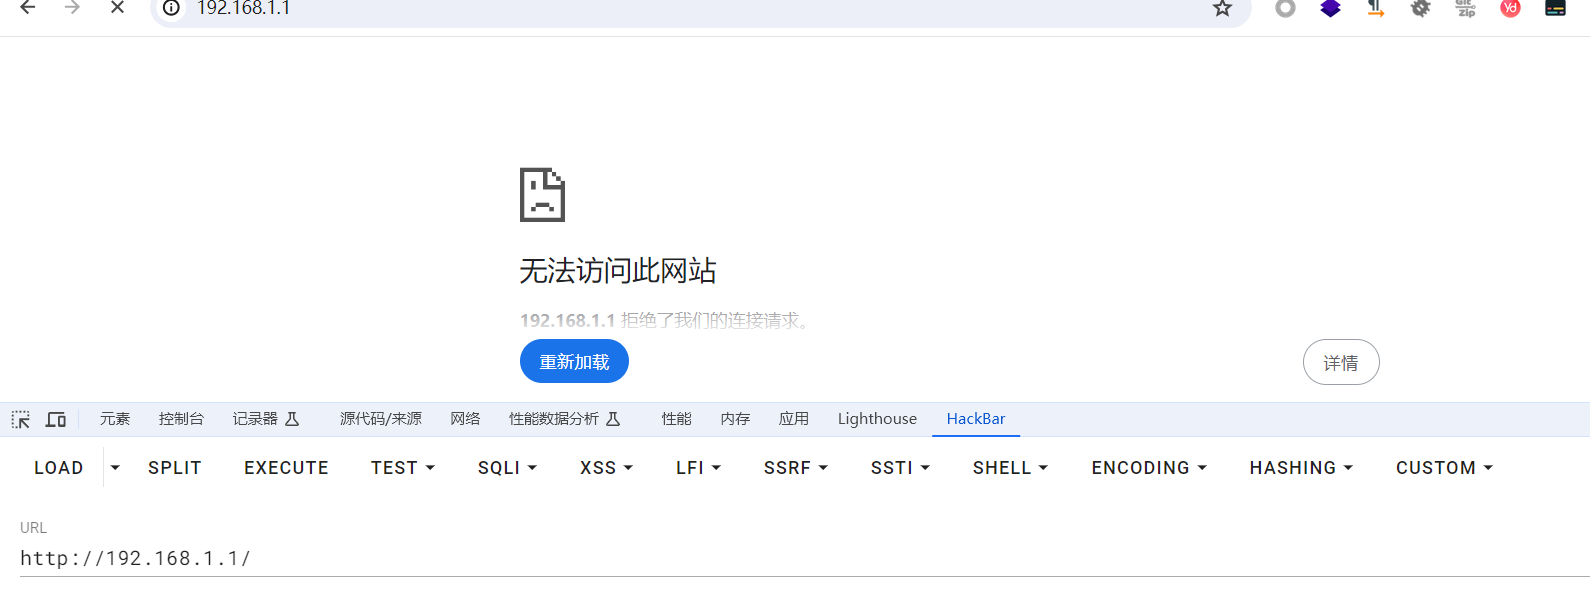 192.168.1.1
无法访问此网站
192.168.1.1 拒绝了我们的连接请求。
重新加载 详情
元素 控制台 记录器 源代码/来源 网络 性能数据分析 性能 内存 应用 Lighthouse HackBar
LOAD SPLIT EXECUTE TEST SQLI XSS LFI SSRF SSTI SHELL ENCODING HASHING CUSTOM
URL
http://192.168.1.1/